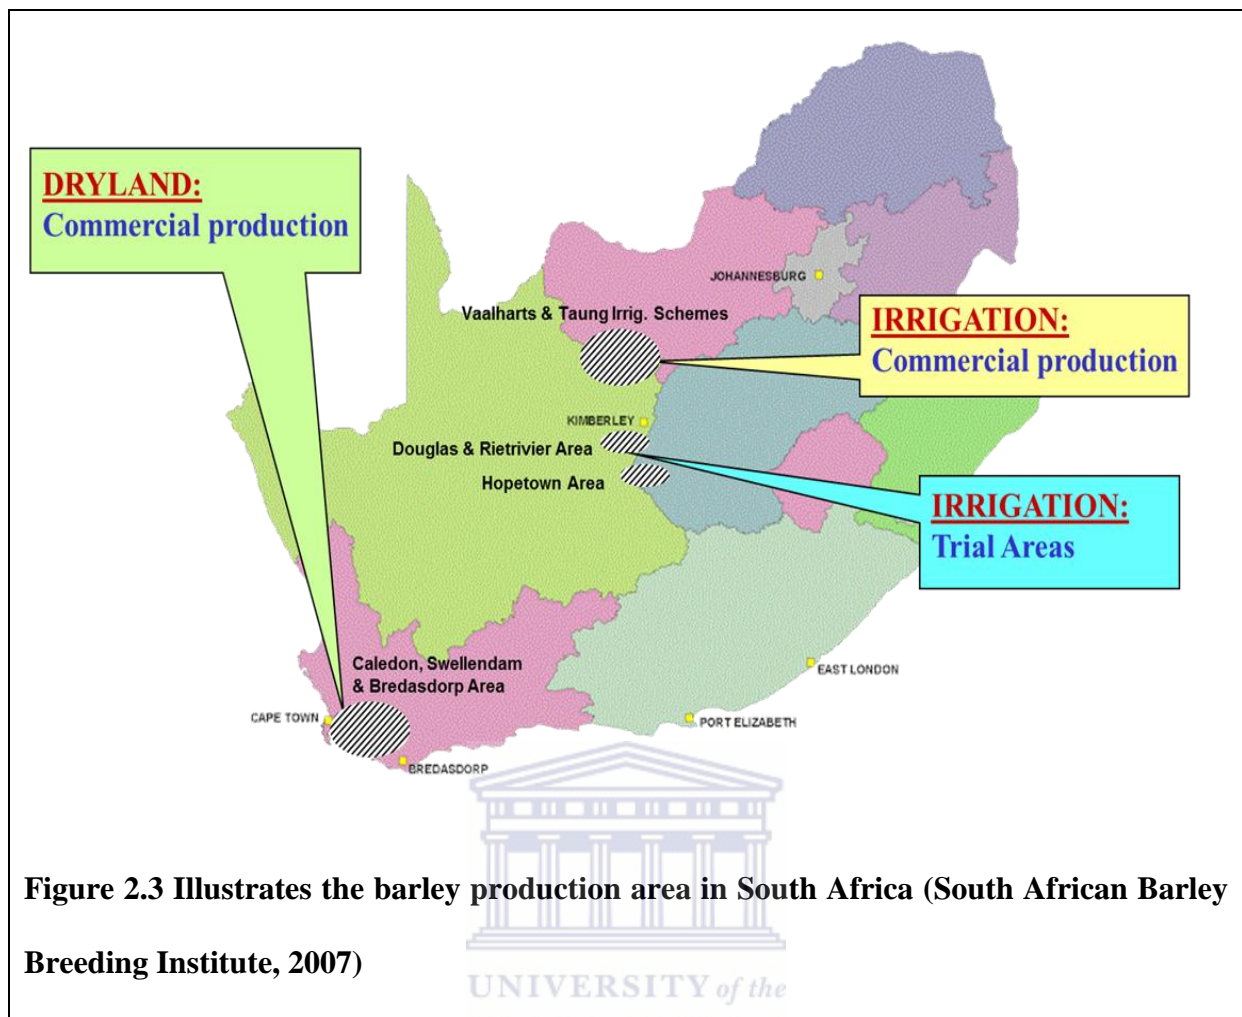 DRYLAND:
Commercial production
JOHANNESBURG
Vaalharts & Taung Irrig. Schemes
IRRIGATION:
Commercial production
KIMBERLEY
Douglas & Rietrivier Area
Hopetown Area
IRRIGATION:
Trial Areas
Caledon, Swellendam
& Bredasdorp Area
EAST LONDON
CAPE TOWN
PORT ELIZABETH
BREDASDORP
Figure 2.3 Illustrates the barley production area in South Africa (South African Barley
Breeding Institute, 2007)
UNIVERSITY of the